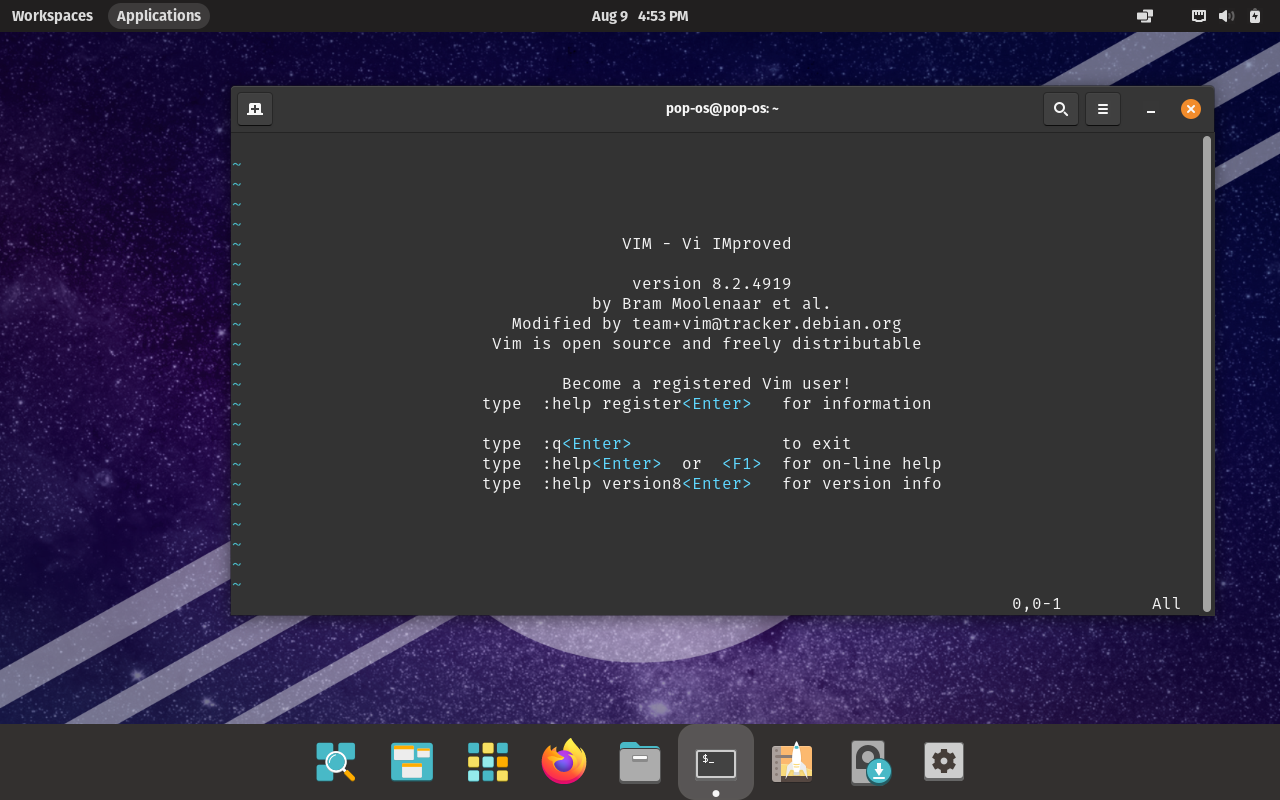 Workspaces Applications Aug 9 4:53 PM
pop-os@pop-os: ~
~
~
~
~
~ VIM - Vi IMproved
~
~ version 8.2.4919
~ by Bram Moolenaar et al.
~ Modified by team+vim@tracker.debian.org
~ Vim is open source and freely distributable
~
~ Become a registered Vim user!
~ type :help register<Enter> for information
~
~ type :q<Enter> to exit
~ type :help<Enter> or <F1> for on-line help
~ type :help version8<Enter> for version info
~
~
~
~
~
0,0-1 All
$_